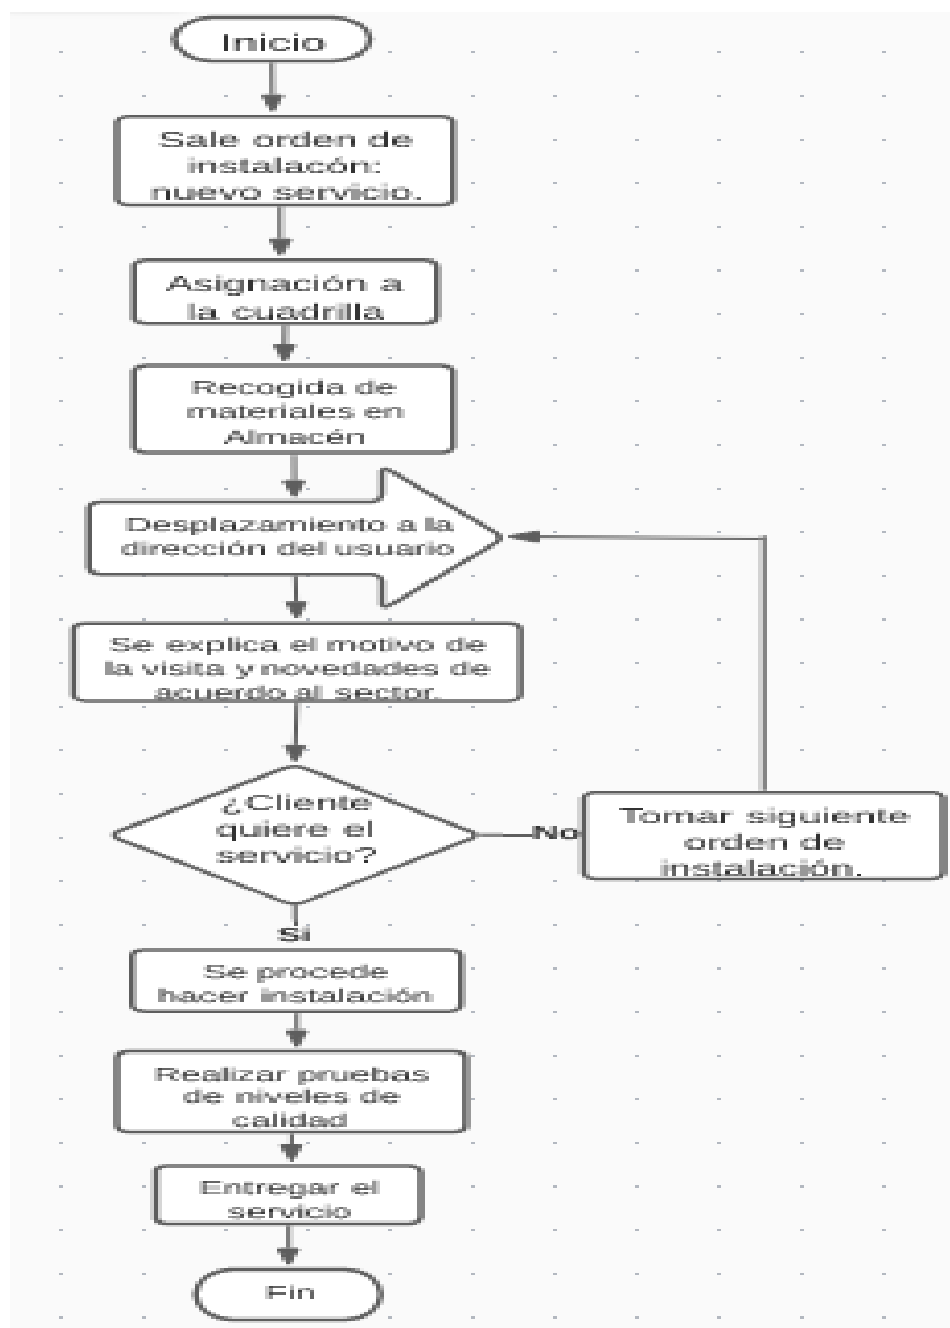 Inicio
Sale orden de
instalacón:
nuevo servicio.
Asignación a
la cuadrilla
Recogida de
materiales en
Almacén
Desplazamiento a la
dirección del usuario
Se explica el motivo de
la visita y novedades de
acuerdo al sector.
¿Cliente
quiere el
servicio?
No
Tomar siguiente
orden de
instalación.
Si
Se procede
hacer instalación
Realizar pruebas
de niveles de
calidad
Entregar el
servicio
Fin